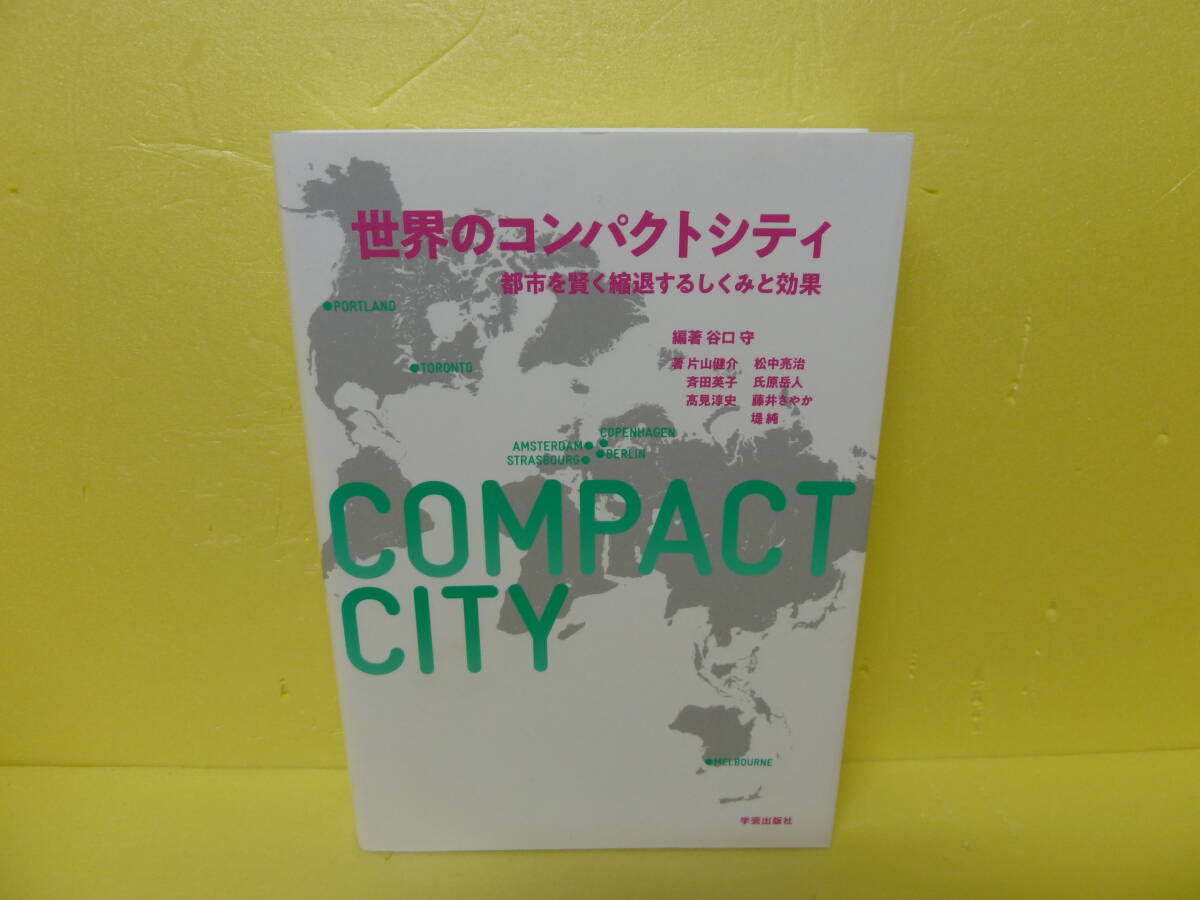 世界のコンパクトシティ
都市を賢く縮退するしくみと効果
PORTLAND
編著 谷口 守
TORONTO
著 片山健介 松中亮治
斉田英子 氏原岳人
髙見淳史 藤井さやか
堤 純
COPENHAGEN
AMSTERDAM
BERLIN
STRASBOURG
COMPACT
CITY
MELBOURNE
学芸出版社